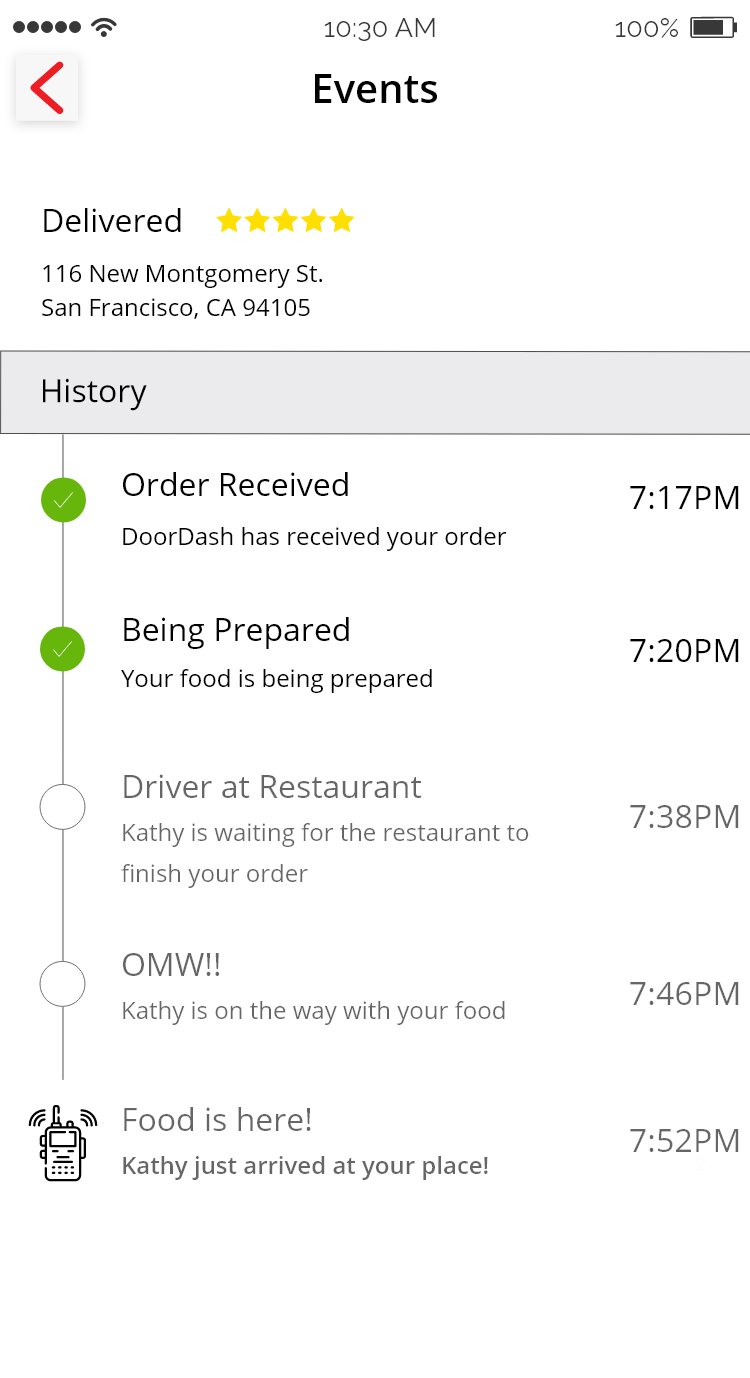 10:30 AM 100%
Events
Delivered
116 New Montgomery St.
San Francisco, CA 94105
History
Order Received
7:17PM
DoorDash has received your order
Being Prepared
7:20PM
Your food is being prepared
Driver at Restaurant
7:38PM
Kathy is waiting for the restaurant to
finish your order
OMW!!
7:46PM
Kathy is on the way with your food
Food is here!
7:52PM
Kathy just arrived at your place!